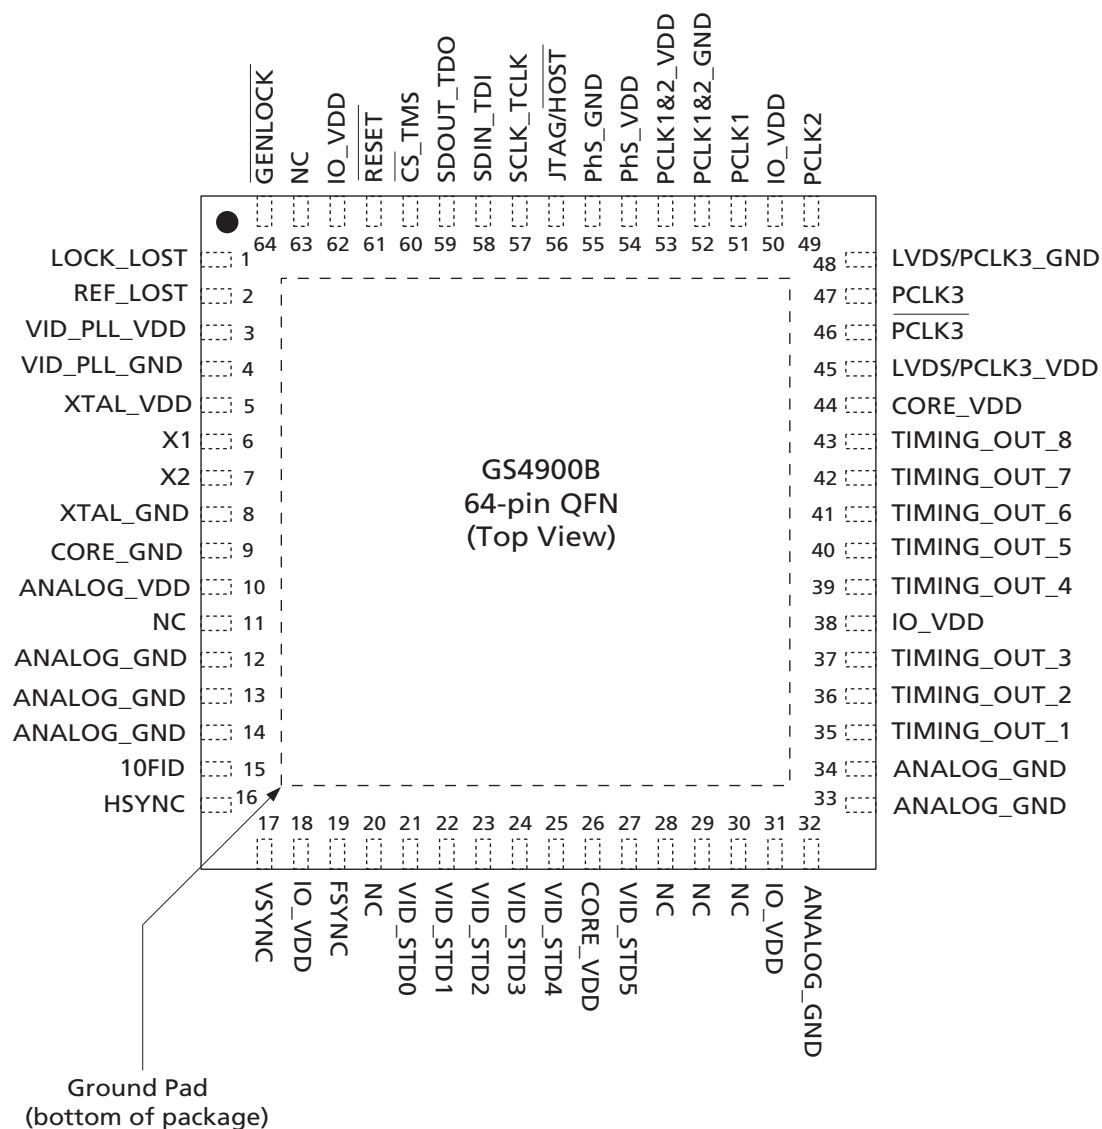 GENLOCK
NC
IO_VDD
RESET
CS_TMS
SDOUT_TDO
SDIN_TDI
SCLK_TCLK
JTAG/HOST
PhS_GND
PhS_VDD
PCLK1&2_VDD
PCLK1&2_GND
PCLK1
IO_VDD
PCLK2
64 63 62 61 60 59 58 57 56 55 54 53 52 51 50 49
LOCK_LOST 1
REF_LOST 2
VID_PLL_VDD 3
VID_PLL_GND 4
XTAL_VDD 5
X1 6
X2 7
XTAL_GND 8
CORE_GND 9
ANALOG_VDD 10
NC 11
ANALOG_GND 12
ANALOG_GND 13
ANALOG_GND 14
10FID 15
HSYNC 16
GS4900B
64-pin QFN
(Top View)
48 LVDS/PCLK3_GND
47 PCLK3
46 PCLK3
45 LVDS/PCLK3_VDD
44 CORE_VDD
43 TIMING_OUT_8
42 TIMING_OUT_7
41 TIMING_OUT_6
40 TIMING_OUT_5
39 TIMING_OUT_4
38 IO_VDD
37 TIMING_OUT_3
36 TIMING_OUT_2
35 TIMING_OUT_1
34 ANALOG_GND
33 ANALOG_GND
17 18 19 20 21 22 23 24 25 26 27 28 29 30 31 32
VSYNC
IO_VDD
FSYNC
NC
VID_STD0
VID_STD1
VID_STD2
VID_STD3
VID_STD4
CORE_VDD
VID_STD5
NC
NC
NC
IO_VDD
ANALOG_GND
Ground Pad
(bottom of package)